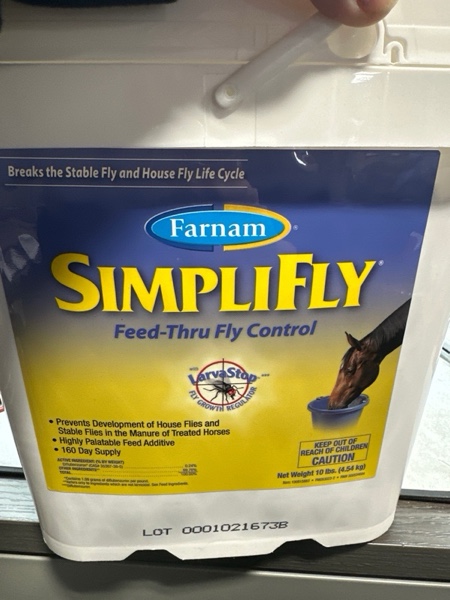 Breaks the Stable Fly and House Fly Life Cycle
Farnam
SIMPLIFLY
Feed-Thru Fly Control
with
LarvaStop
FLY GROWTH REGULATOR
• Prevents Development of House Flies and
Stable Flies in the Manure of Treated Horses
• Highly Palatable Feed Additive
• 160 Day Supply
KEEP OUT OF
REACH OF CHILDREN
CAUTION
Net Weight 10 lbs. (4.54 kg)
LOT 0001021673B